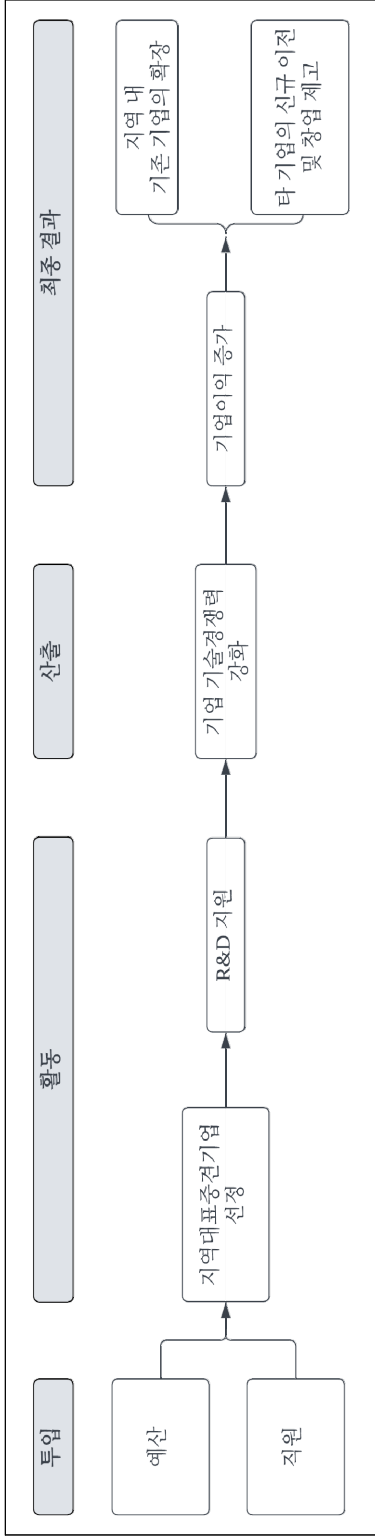 투입
활동
산출
최종 결과
예산
직원
지역대표중견기업
선정
R&D 지원
기업 기술경쟁력
강화
기업이익 증가
지역 내
기존 기업의 확장
타 기업의 신규 이전
및 창업 제고